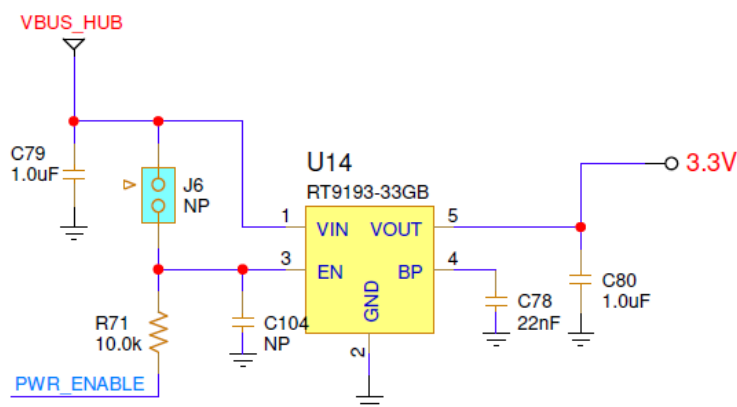 VBUS_HUB
C79
1.0uF
J6
NP
U14
RT9193-33GB
3.3V
1
VIN
VOUT
5
3
EN
BP
4
GND
2
C80
1.0uF
C78
22nF
R71
10.0k
C104
NP
PWR_ENABLE